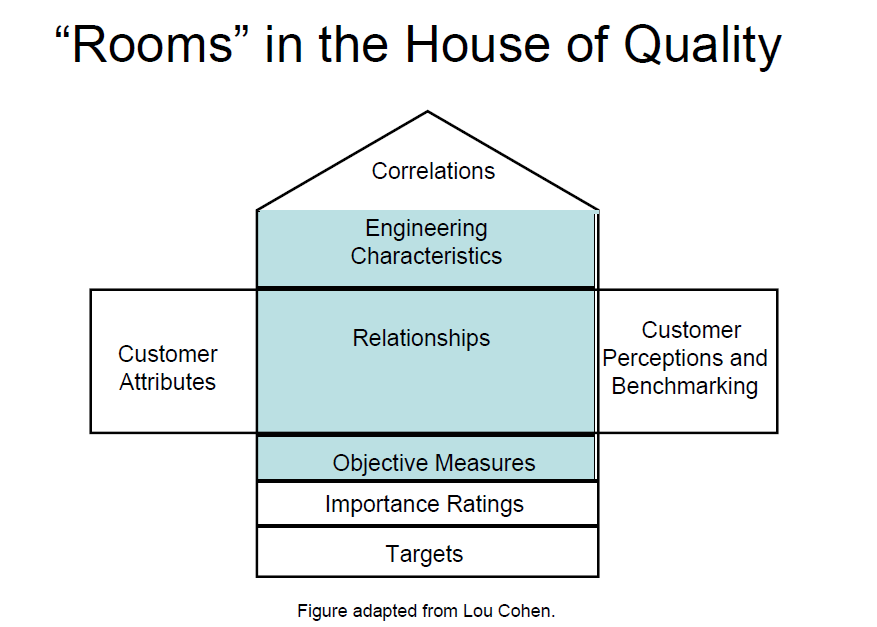 “Rooms” in the House of Quality
Correlations
Engineering
Characteristics
Customer
Attributes
Relationships
Customer
Perceptions and
Benchmarking
Objective Measures
Importance Ratings
Targets
Figure adapted from Lou Cohen.